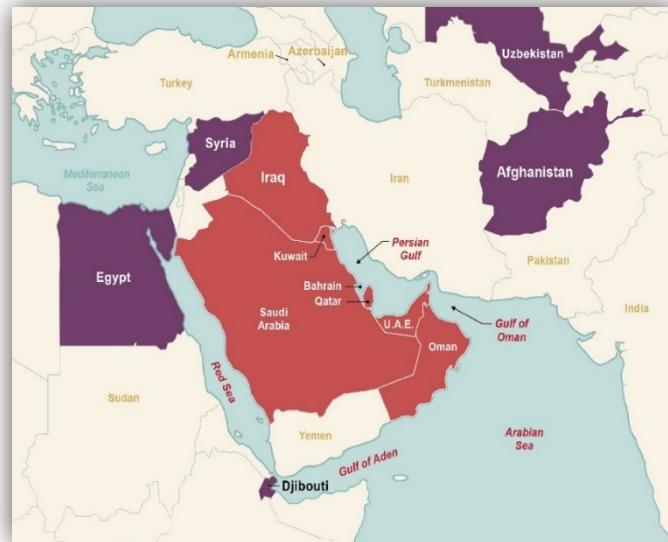 Uzbekistan
Azerbaijan
Armenia
Turkey
Turkmenistan
Syria
Mediterranean
Sea
Iraq
Iran
Afghanistan
Persian
Gulf
Kuwait
Pakistan
Egypt
Bahrain
Qatar
India
Saudi
Arabia
U.A.E.
Gulf of
Oman
Oman
Red Sea
Sudan
Yemen
Arabian
Sea
Gulf of Aden
Djibouti